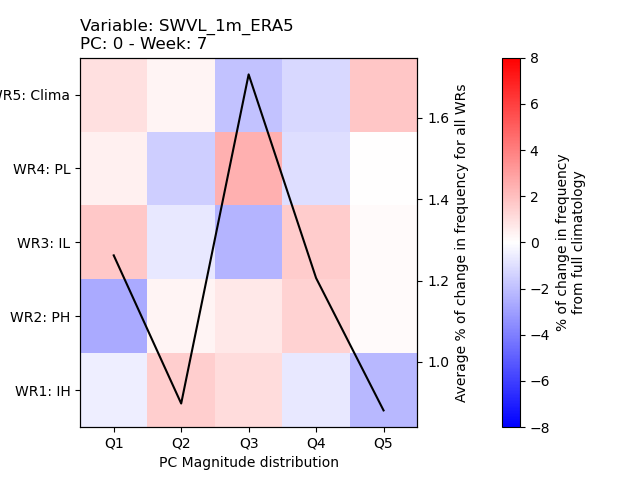 Variable: SWVL_1m_ERA5
PC: 0 - Week: 7
R5: Clima
WR4: PL
WR3: IL
WR2: PH
WR1: IH
Q1 Q2 Q3 Q4 Q5
PC Magnitude distribution
1.6
1.4
1.2
1.0
Average % of change in frequency for all WRs
8
6
4
2
0
−2
−4
−6
−8
% of change in frequency
from full climatology